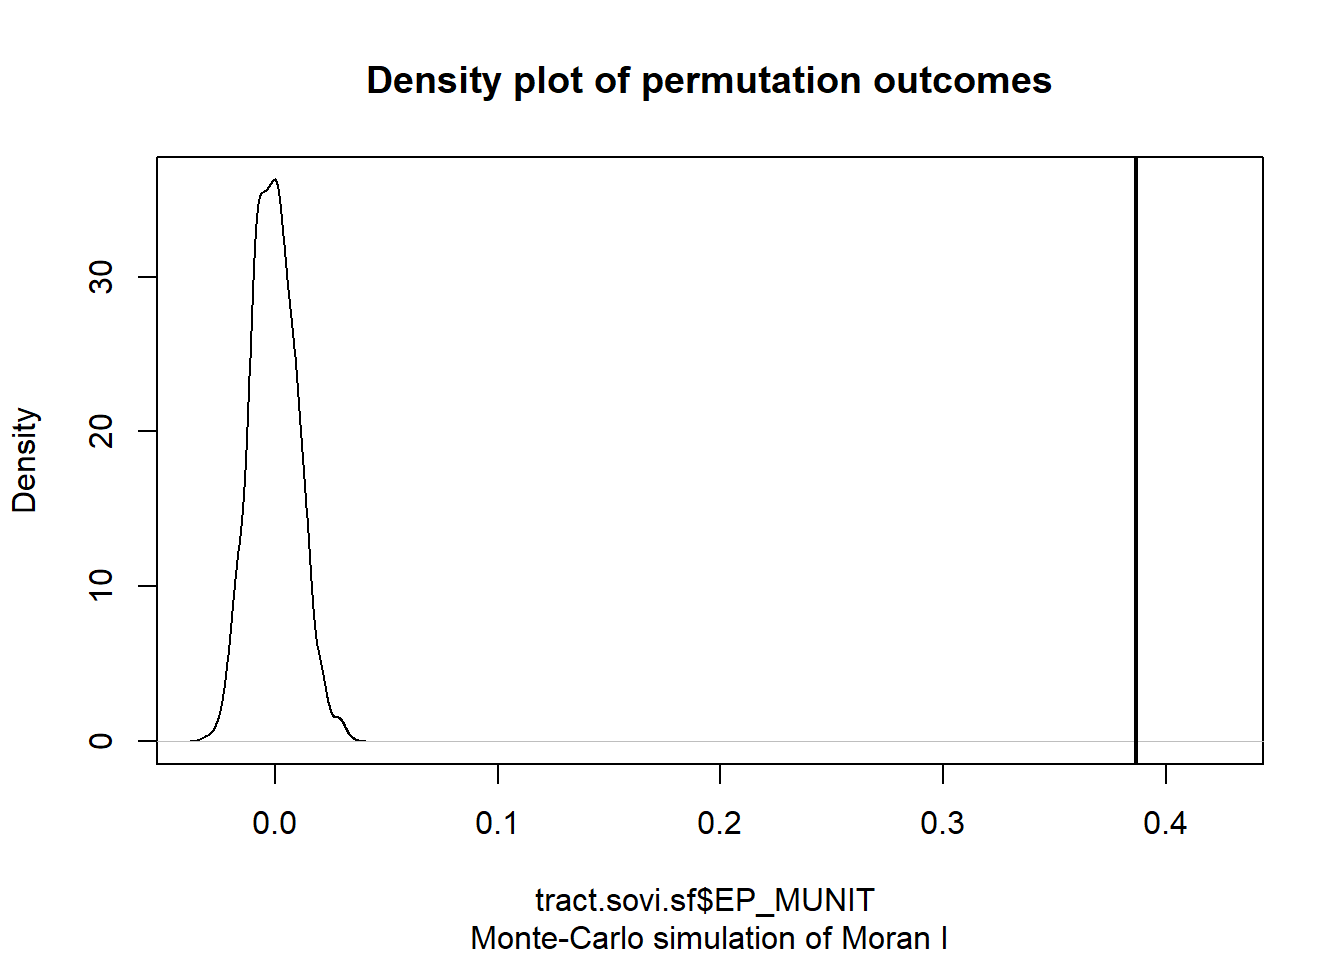 Density plot of permutation outcomes
Density
30
20
10
0
0.0 0.1 0.2 0.3 0.4
tract.sovi.sf$EP_MUNIT
Monte-Carlo simulation of Moran I